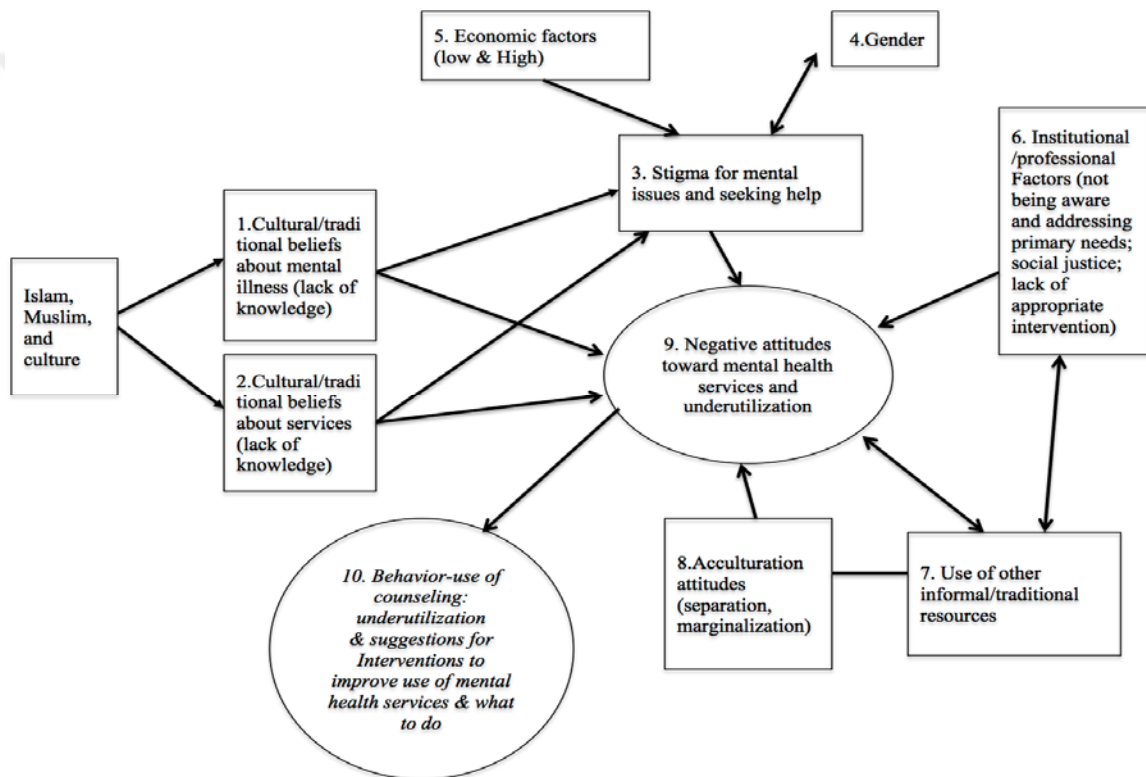 5. Economic factors
(low & High)
4.Gender
3. Stigma for mental
issues and seeking help
6. Institutional
/professional
Factors (not
being aware
and addressing
primary needs;
social justice;
lack of
appropriate
intervention)
1.Cultural/tradi
tional beliefs
about mental
illness (lack of
knowledge)
Islam,
Muslim,
and
culture
2.Cultural/tradi
tional beliefs
about services
(lack of
knowledge)
9. Negative attitudes
toward mental health
services and
underutilization
10. Behavior-use of
counseling:
underutilization
& suggestions for
Interventions to
improve use of mental
health services & what
to do
8.Acculturation
attitudes
(separation,
marginalization)
7. Use of other
informal/traditional
resources